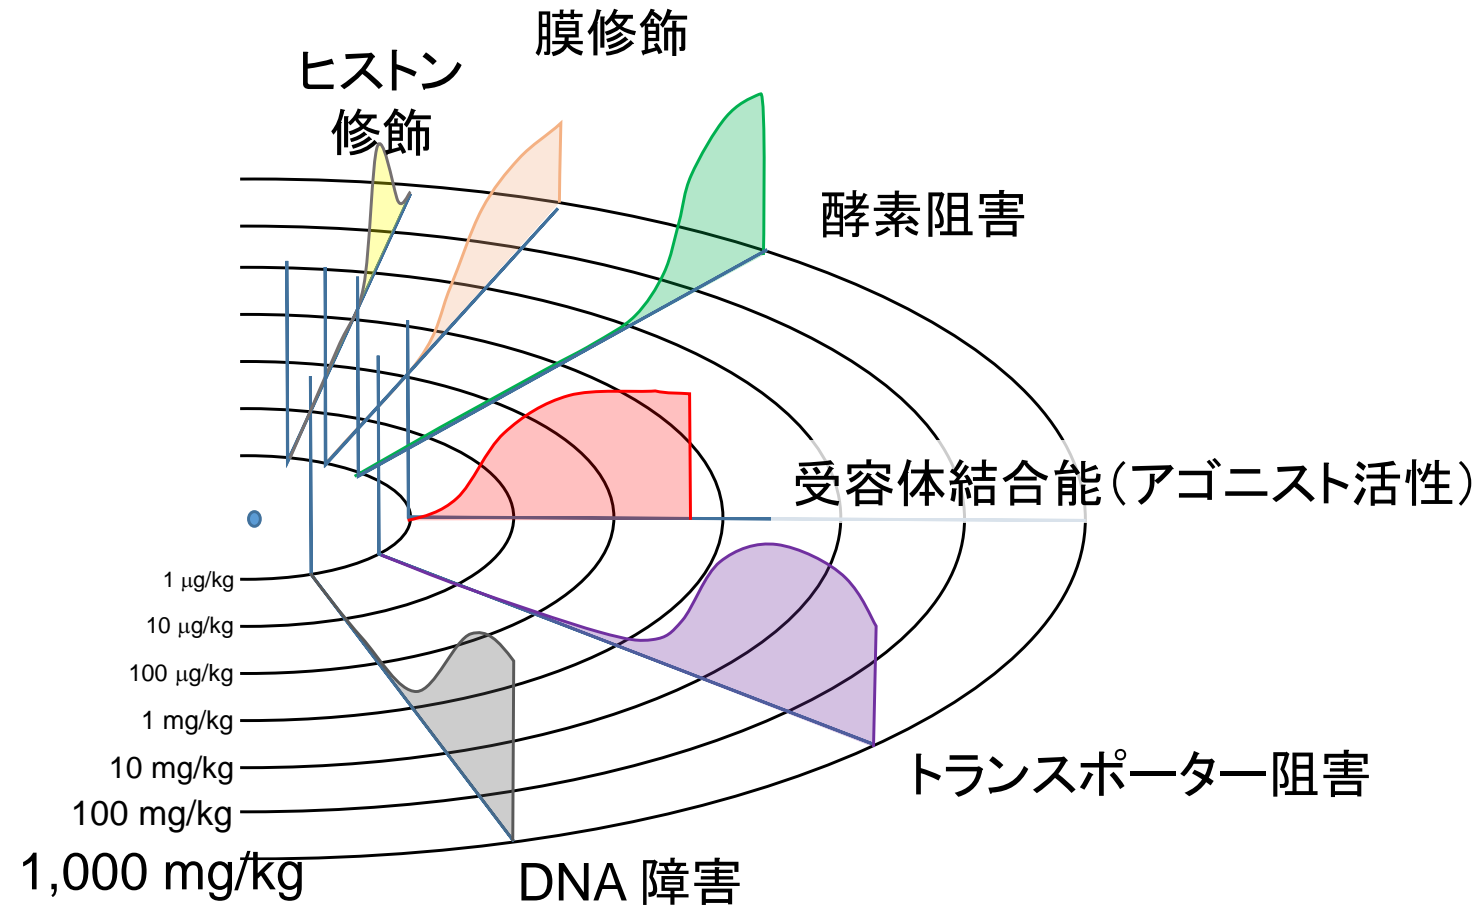 膜修飾
ヒストン
修飾
酵素阻害
受容体結合能（アゴニスト活性）
1 μg/kg
10 μg/kg
100 μg/kg
1 mg/kg
10 mg/kg
100 mg/kg
1,000 mg/kg
トランスポーター阻害
DNA 障害